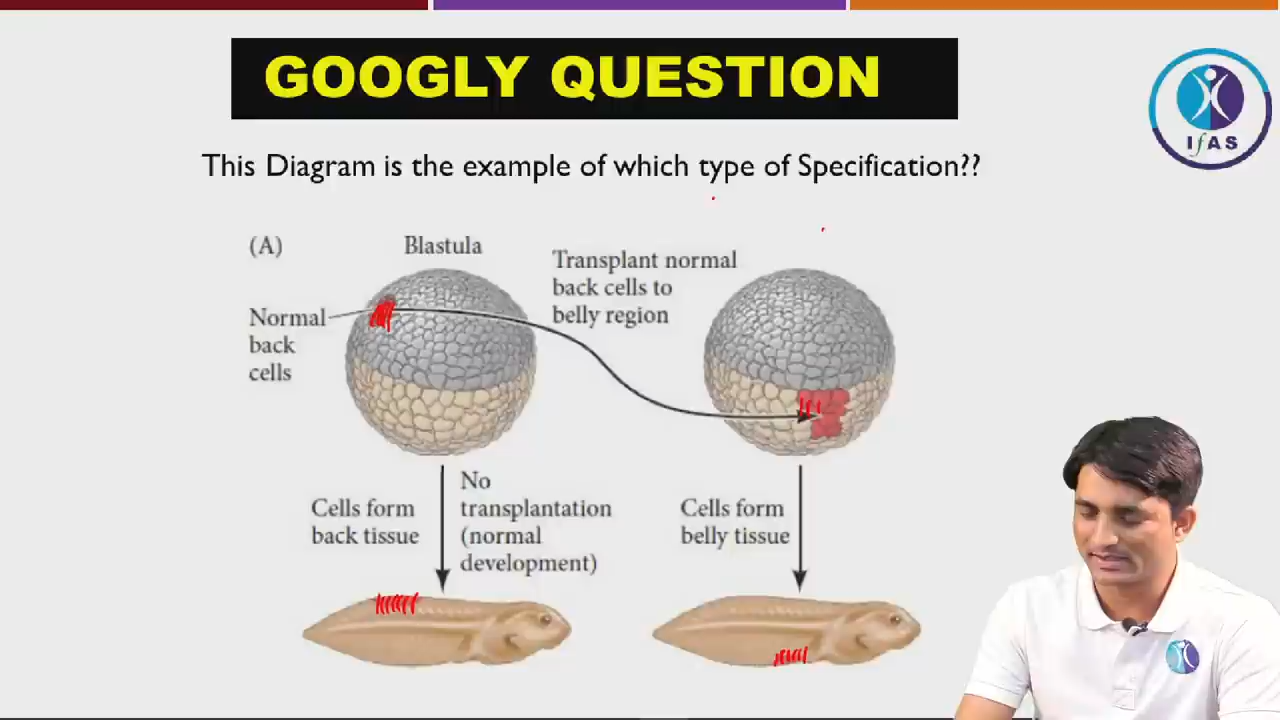 GOOGLY QUESTION
IfAS
This Diagram is the example of which type of Specification??
(A)
Blastula
Transplant normal
back cells to
belly region
Normal
back
cells
Cells form
back tissue
No
transplantation
(normal
development)
Cells form
belly tissue